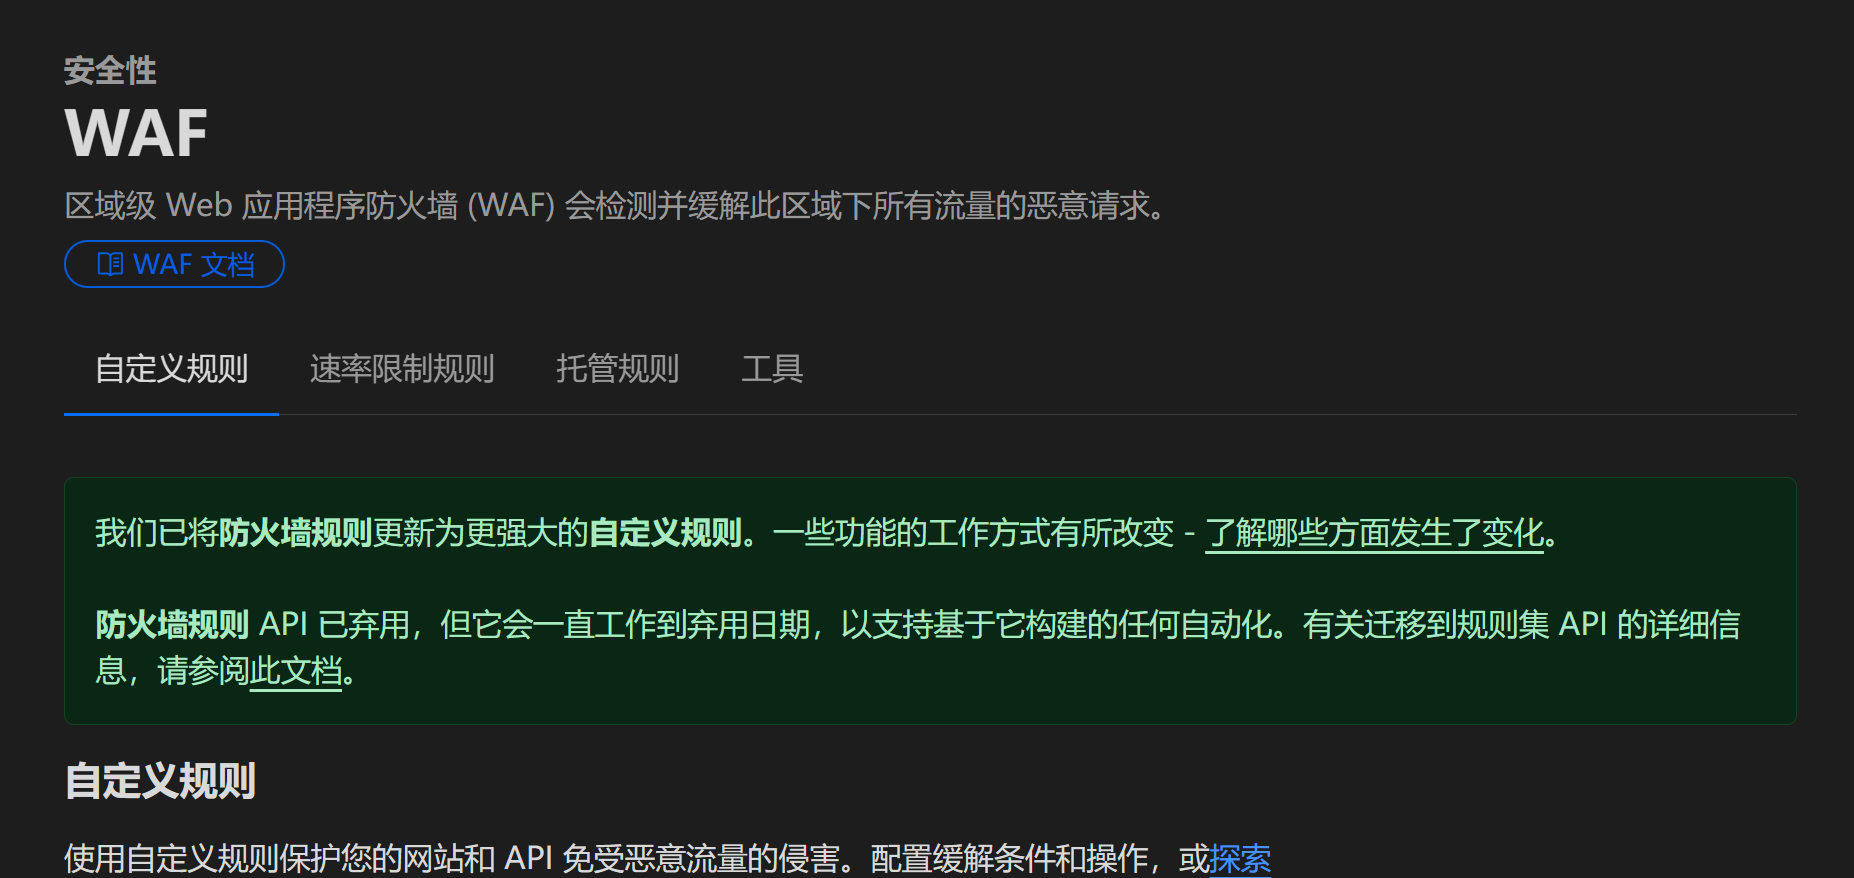 安全性
WAF
区域级 Web 应用程序防火墙 (WAF) 会检测并缓解此区域下所有流量的恶意请求。
WAF 文档
自定义规则 速率限制规则 托管规则 工具
我们已将防火墙规则更新为更强大的自定义规则。一些功能的工作方式有所改变 - 了解哪些方面发生了变化。
防火墙规则 API 已弃用，但它会一直工作到弃用日期，以支持基于它构建的任何自动化。有关迁移到规则集 API 的详细信
息，请参阅此文档。
自定义规则
使用自定义规则保护您的网站和 API 免受恶意流量的侵害。配置缓解条件和操作，或探索